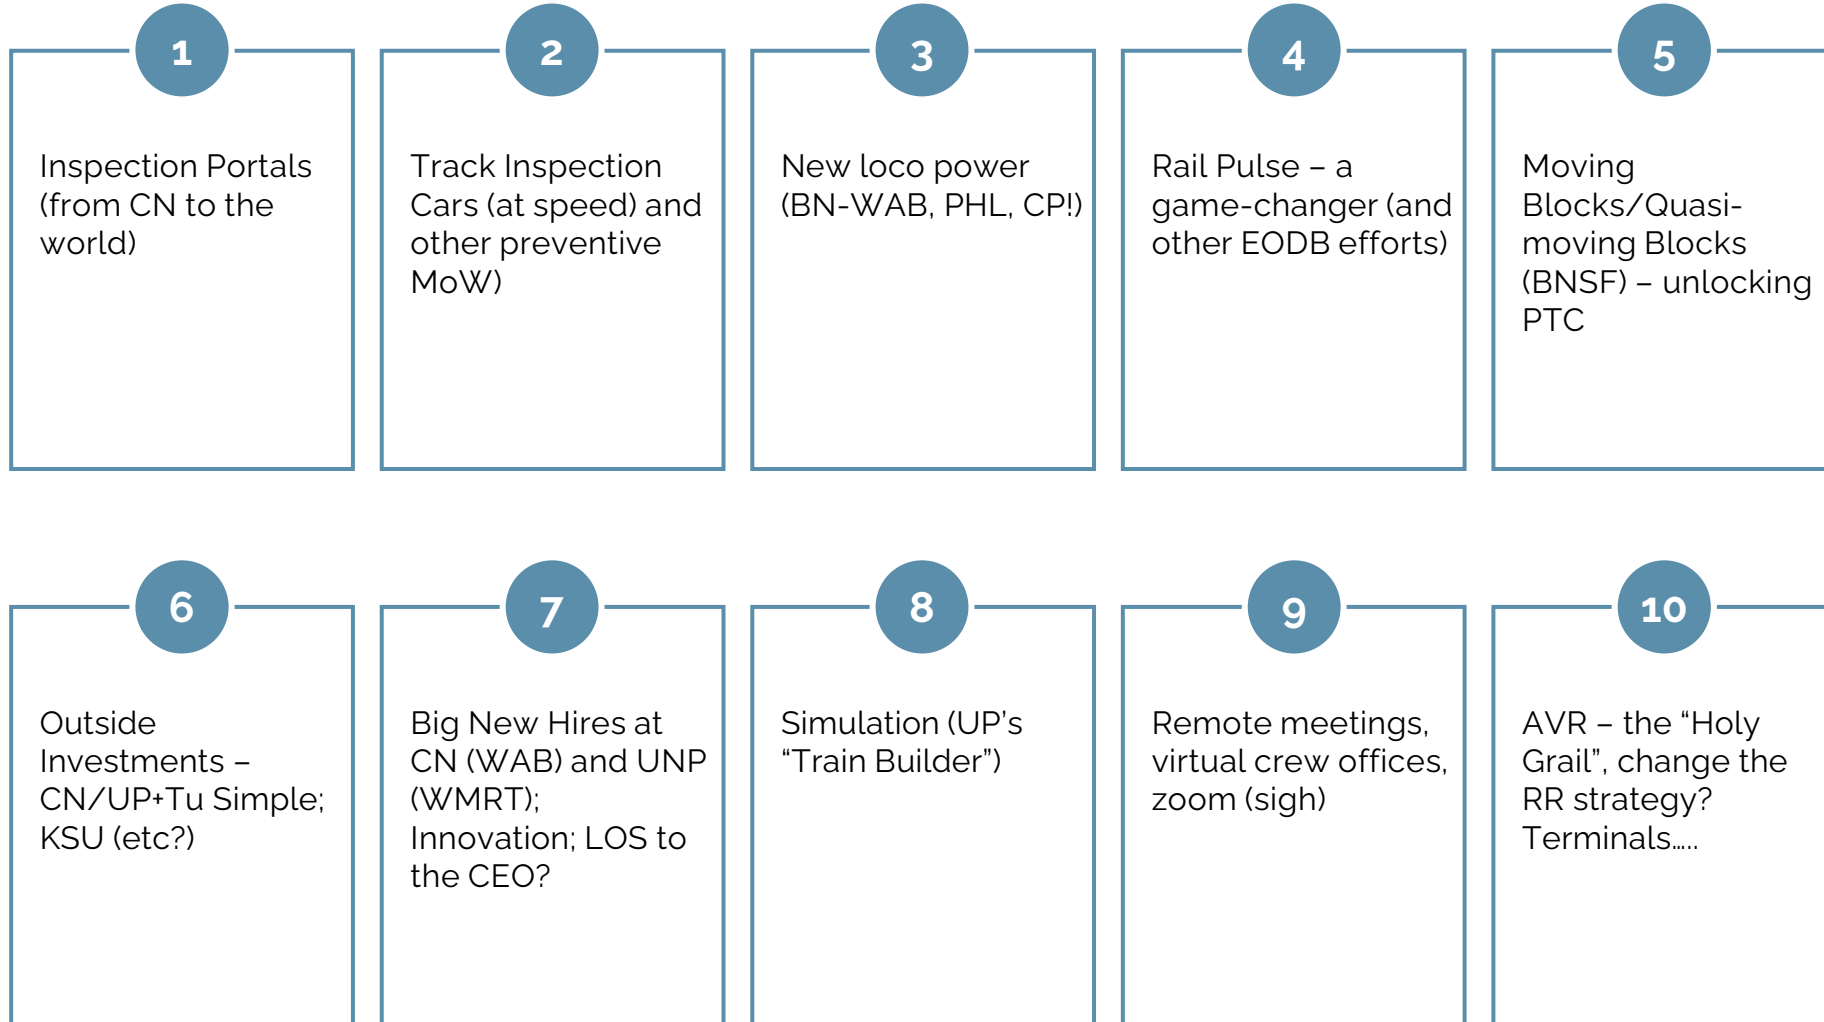 1
Inspection Portals
(from CN to the
world)
2
Track Inspection
Cars (at speed) and
other preventive
MoW)
3
New loco power
(BN-WAB, PHL, CP!)
4
Rail Pulse – a
game-changer (and
other EODB efforts)
5
Moving
Blocks/Quasi-
moving Blocks
(BNSF) – unlocking
PTC
6
Outside
Investments –
CN/UP+Tu Simple;
KSU (etc?)
7
Big New Hires at
CN (WAB) and UNP
(WMRT);
Innovation; LOS to
the CEO?
8
Simulation (UP’s
“Train Builder”)
9
Remote meetings,
virtual crew offices,
zoom (sigh)
10
AVR – the “Holy
Grail”, change the
RR strategy?
Terminals…..